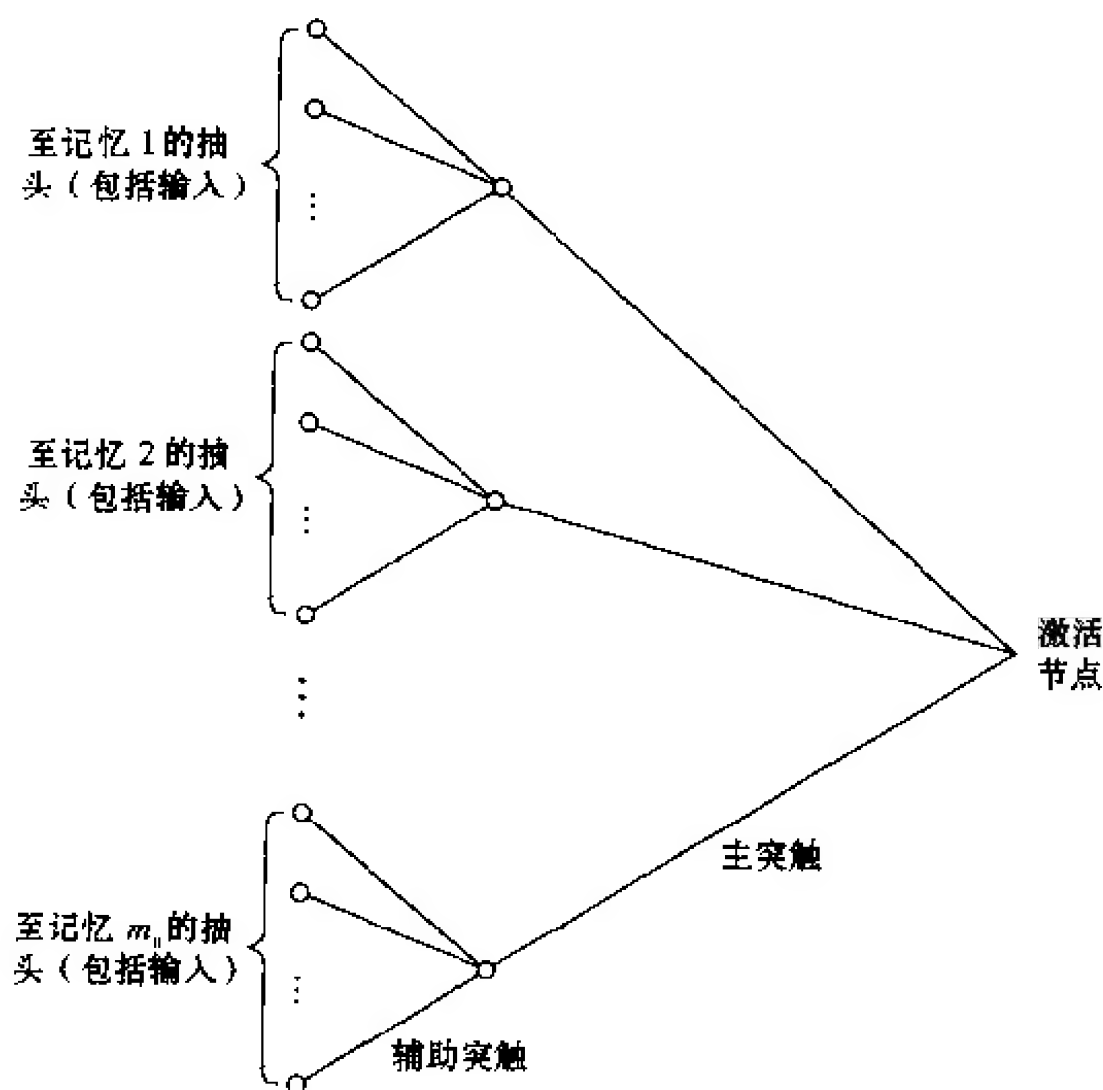 至记忆 1 的抽
头（包括输入）
⋮
至记忆 2 的抽
头（包括输入）
⋮
激活
节点
⋮
主突触
至记忆 m₀ 的抽
头（包括输入）
⋮
辅助突触